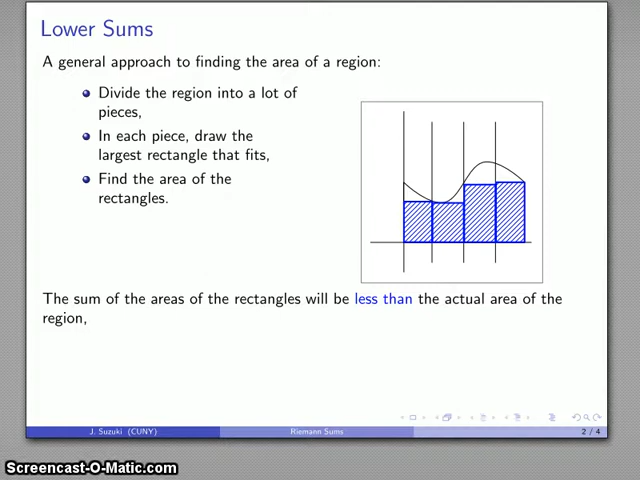 Lower Sums
A general approach to finding the area of a region:
Divide the region into a lot of
pieces,
In each piece, draw the
largest rectangle that fits,
Find the area of the
rectangles.
The sum of the areas of the rectangles will be less than the actual area of the
region,
J. Suzuki (CUNY)
Riemann Sums
2 / 4
Screencast-O-Matic.com